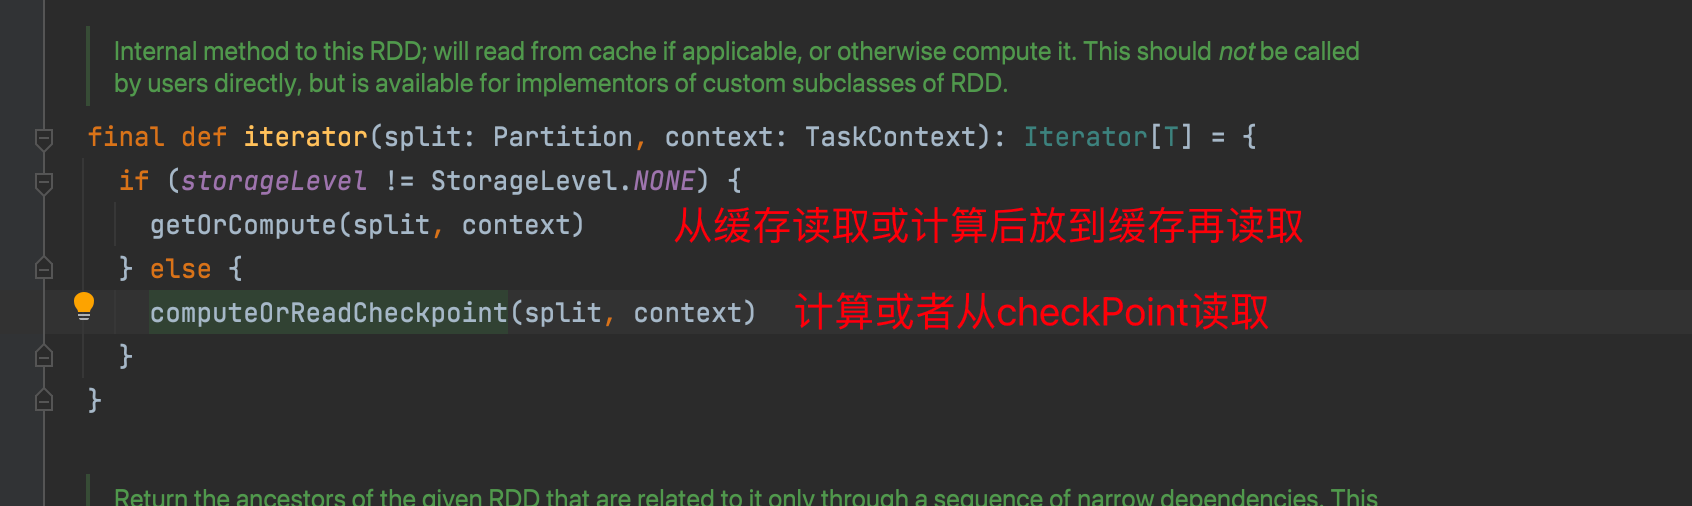 Internal method to this RDD; will read from cache if applicable, or otherwise compute it. This should not be called
by users directly, but is available for implementors of custom subclasses of RDD.
final def iterator(split: Partition, context: TaskContext): Iterator[T] = {
if (storageLevel != StorageLevel.NONE) {
getOrCompute(split, context) 从缓存读取或计算后放到缓存再读取
} else {
computeOrReadCheckpoint(split, context) 计算或者从checkPoint读取
}
}
Return the ancestors of the given RDD that are related to it only through a sequence of narrow dependencies. This